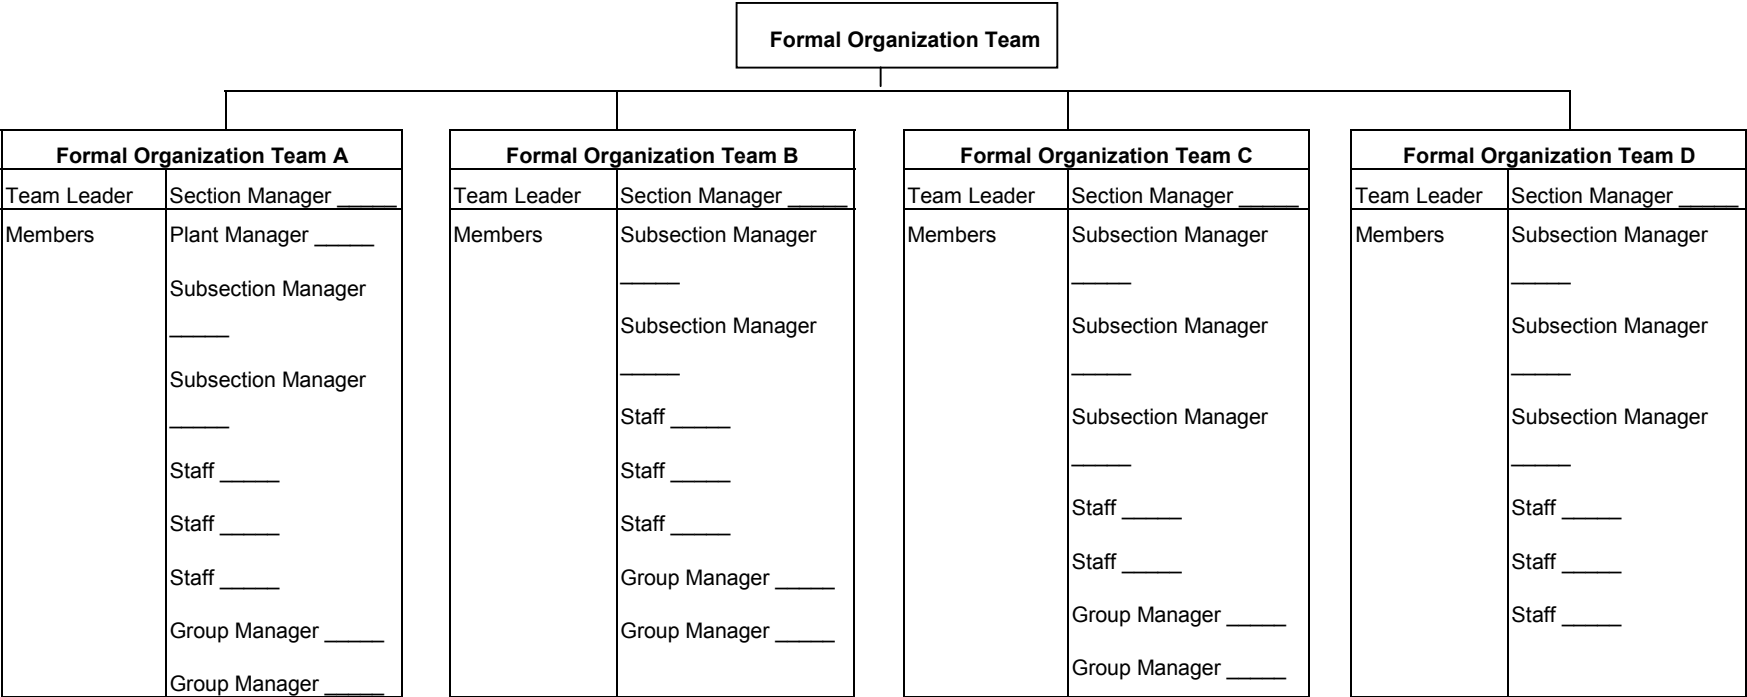 Formal Organization Team
Formal Organization Team A
Team Leader Section Manager _____
Members Plant Manager _____
Subsection Manager
_____
Subsection Manager
_____
Staff _____
Staff _____
Staff _____
Group Manager _____
Group Manager _____
Formal Organization Team B
Team Leader Section Manager _____
Members Subsection Manager
_____
Subsection Manager
_____
Staff _____
Staff _____
Staff _____
Group Manager _____
Group Manager _____
Formal Organization Team C
Team Leader Section Manager _____
Members Subsection Manager
_____
Subsection Manager
_____
Subsection Manager
_____
Staff _____
Staff _____
Group Manager _____
Group Manager _____
Formal Organization Team D
Team Leader Section Manager _____
Members Subsection Manager
_____
Subsection Manager
_____
Subsection Manager
_____
Staff _____
Staff _____
Staff _____